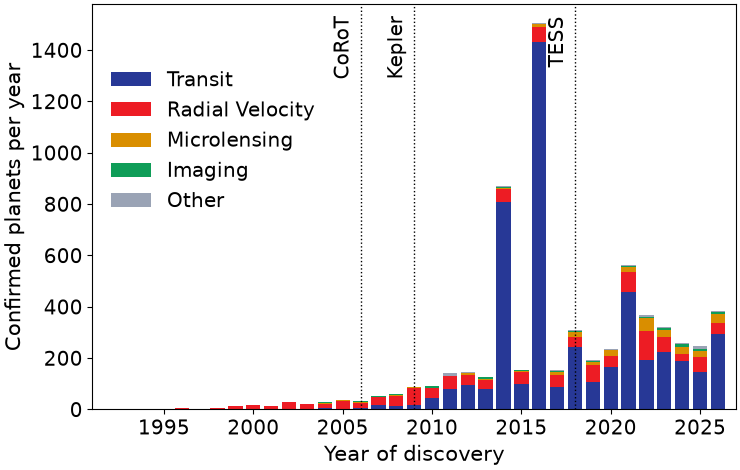 Confirmed planets per year
1400
1200
1000
800
600
400
200
0
CoRoT
Kepler
TESS
Transit
Radial Velocity
Microlensing
Imaging
Other
1995 2000 2005 2010 2015 2020 2025
Year of discovery